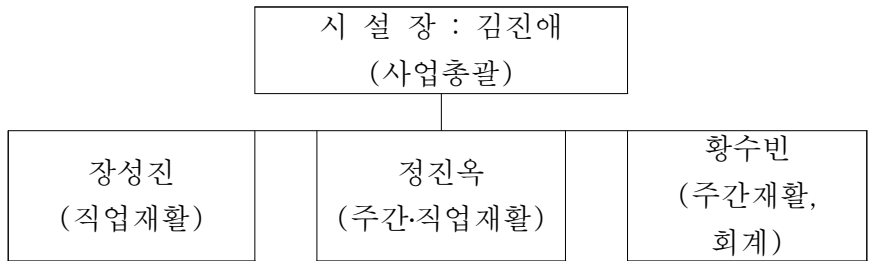 시 설 장 : 김진애
(사업총괄)
장성진
(직업재활)
정진옥
(주간·직업재활)
황수빈
(주간재활,
회계)